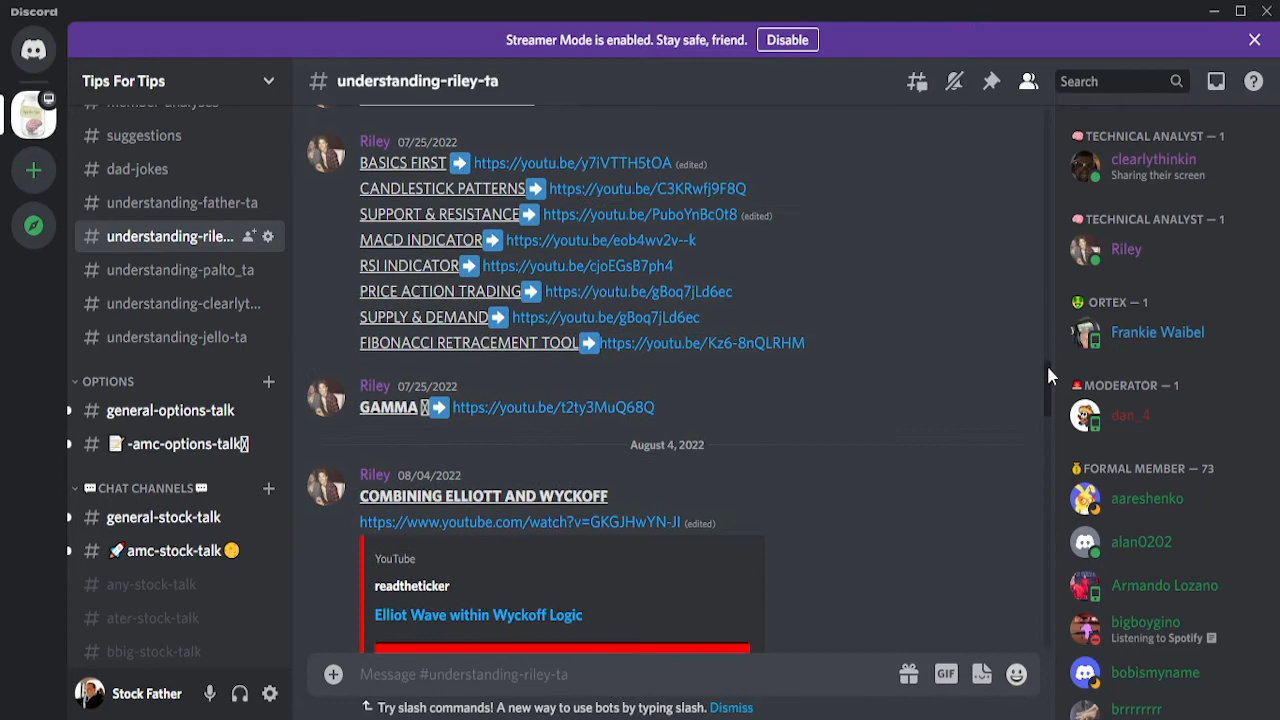 Discord
Streamer Mode is enabled. Stay safe, friend.
Disable
Tips For Tips
suggestions
dad-jokes
understanding-father-ta
understanding-rile...
understanding-palto_ta
understanding-clearlyt...
understanding-jello-ta
OPTIONS
general-options-talk
-amc-options-talk
CHAT CHANNELS
general-stock-talk
amc-stock-talk
any-stock-talk
ater-stock-talk
bbig-stock-talk
Stock Father
understanding-riley-ta
Search
Riley 07/25/2022
BASICS FIRST ➡ https://youtu.be/y7iVTTH5tOA (edited)
CANDLESTICK PATTERNS ➡ https://youtu.be/C3KRwfj9F8Q
SUPPORT & RESISTANCE ➡ https://youtu.be/PuboYnBc0t8 (edited)
MACD INDICATOR ➡ https://youtu.be/eob4wv2v--k
RSI INDICATOR ➡ https://youtu.be/cjoEGsB7ph4
PRICE ACTION TRADING ➡ https://youtu.be/gBoq7jLd6ec
SUPPLY & DEMAND ➡ https://youtu.be/gBoq7jLd6ec
FIBONACCI RETRACEMENT TOOL ➡ https://youtu.be/Kz6-8nQLRHM
Riley 07/25/2022
GAMMA ➡ https://youtu.be/t2ty3MuQ68Q
August 4, 2022
Riley 08/04/2022
COMBINING ELLIOTT AND WYCKOFF
https://www.youtube.com/watch?v=GKGJHwYN-JI (edited)
YouTube
readtheticker
Elliot Wave within Wyckoff Logic
Message #understanding-riley-ta
GIF
Try slash commands! A new way to use bots by typing slash. Dismiss
TECHNICAL ANALYST — 1
clearlythinkin
Sharing their screen
TECHNICAL ANALYST — 1
Riley
ORTEX — 1
Frankie Waibel
MODERATOR — 1
dan_4
FORMAL MEMBER — 73
aareshenko
alan0202
Armando Lozano
bigboygino
Listening to Spotify
bobismyname